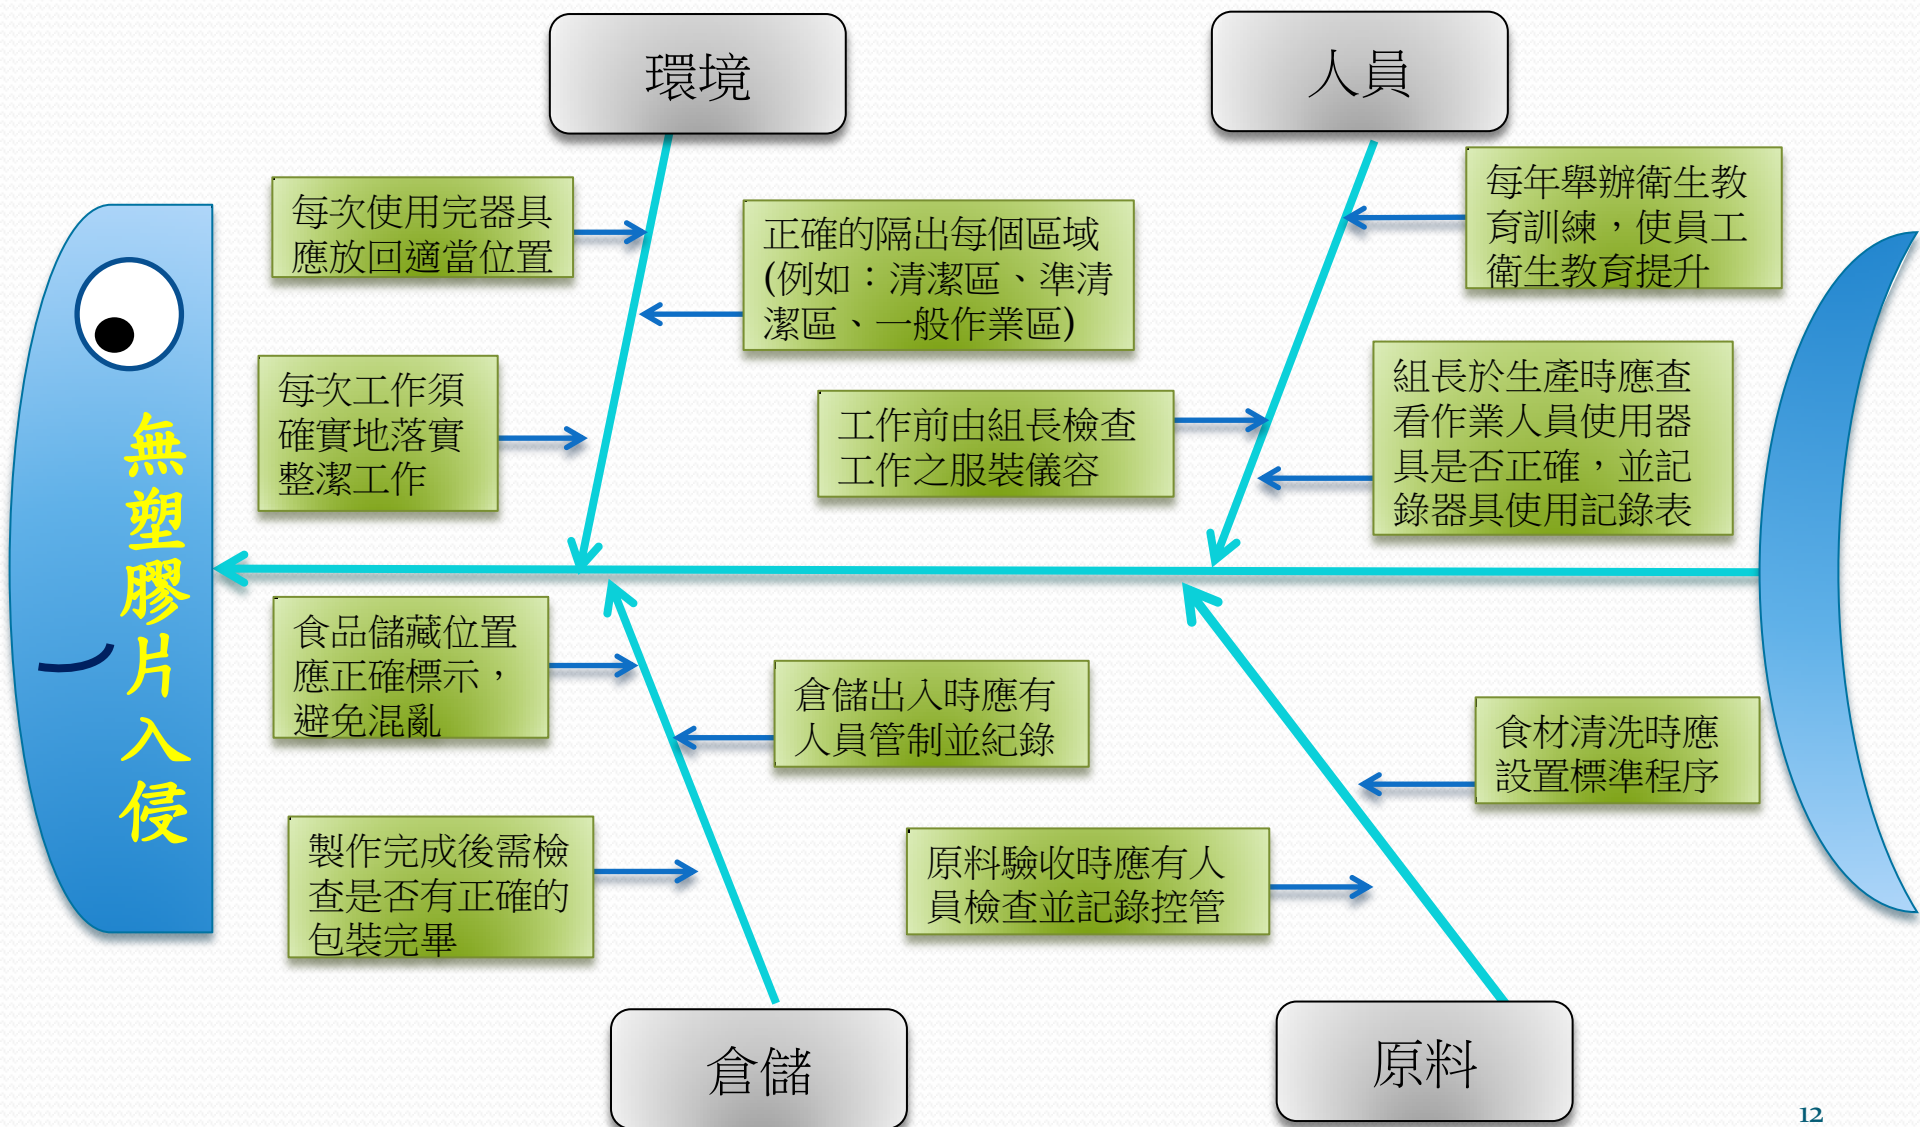 環境
人員
每次使用完器具
應放回適當位置
正確的隔出每個區域
(例如：清潔區、準清
潔區、一般作業區)
每年舉辦衛生教
育訓練，使員工
衛生教育提升
每次工作須
確實地落實
整潔工作
工作前由組長檢查
工作之服裝儀容
組長於生產時應查
看作業人員使用器
具是否正確，並記
錄器具使用記錄表
無塑膠片入侵
食品儲藏位置
應正確標示，
避免混亂
倉儲出入時應有
人員管制並紀錄
食材清洗時應
設置標準程序
製作完成後需檢
查是否有正確的
包裝完畢
原料驗收時應有人
員檢查並記錄控管
倉儲
原料
12